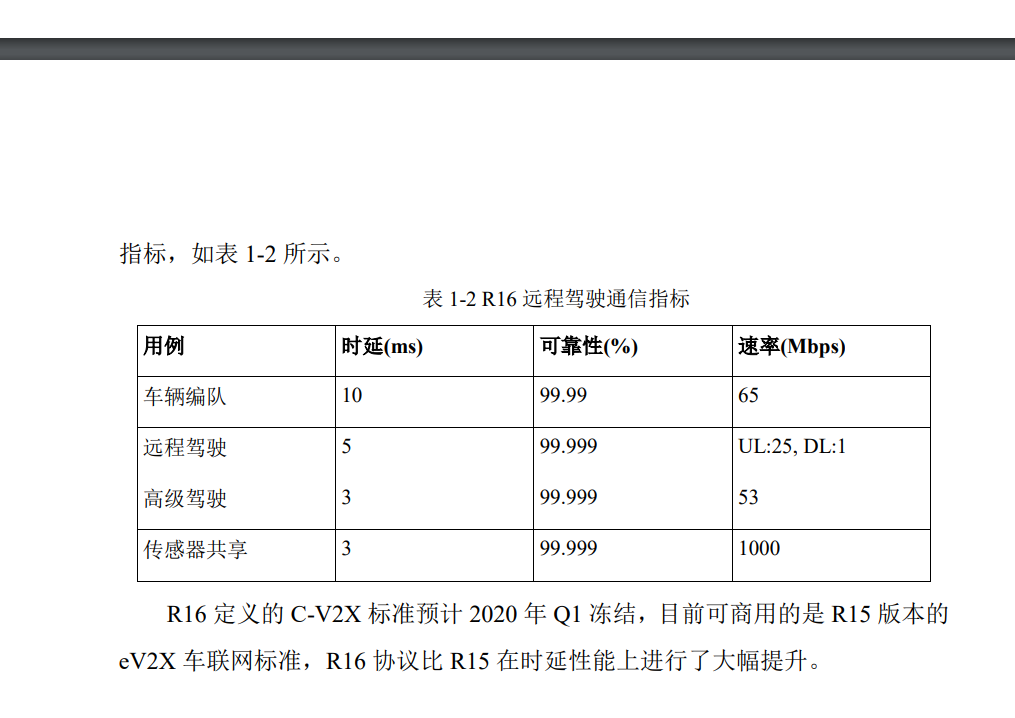 指标，如表 1-2 所示。
表 1-2 R16 远程驾驶通信指标
用例 时延(ms) 可靠性(%) 速率(Mbps)
车辆编队 10 99.99 65
远程驾驶 5 99.999 UL:25, DL:1
高级驾驶 3 99.999 53
传感器共享 3 99.999 1000
R16 定义的 C-V2X 标准预计 2020 年 Q1 冻结，目前可商用的是 R15 版本的
eV2X 车联网标准，R16 协议比 R15 在时延性能上进行了大幅提升。